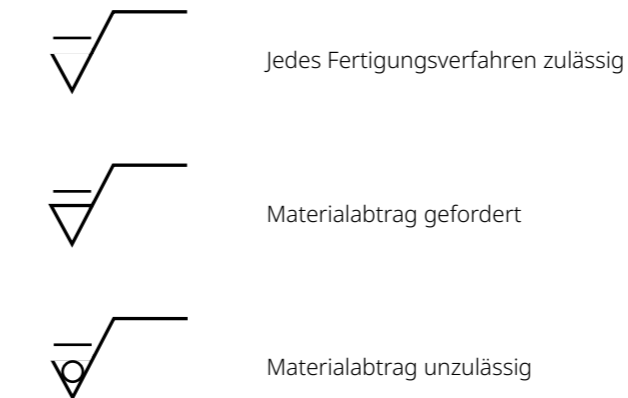 Jedes Fertigungsverfahren zulässig
Materialabtrag gefordert
Materialabtrag unzulässig